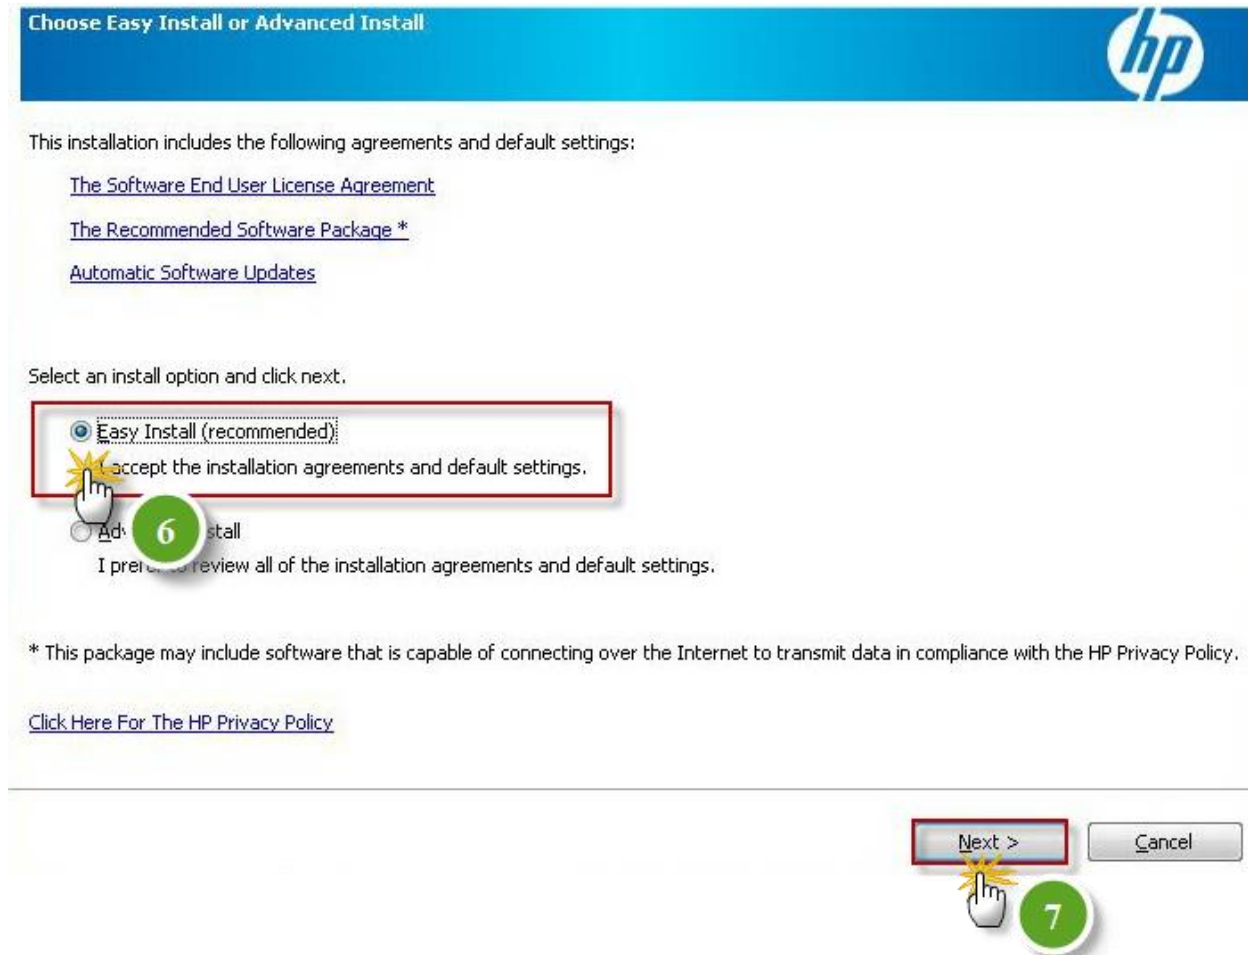 Choose Easy Install or Advanced Install
hp
This installation includes the following agreements and default settings:
The Software End User License Agreement
The Recommended Software Package *
Automatic Software Updates
Select an install option and click next.
Easy Install (recommended)
accept the installation agreements and default settings.
6
stall
I review all of the installation agreements and default settings.
* This package may include software that is capable of connecting over the Internet to transmit data in compliance with the HP Privacy Policy.
Click Here For The HP Privacy Policy
Next >
Cancel
7